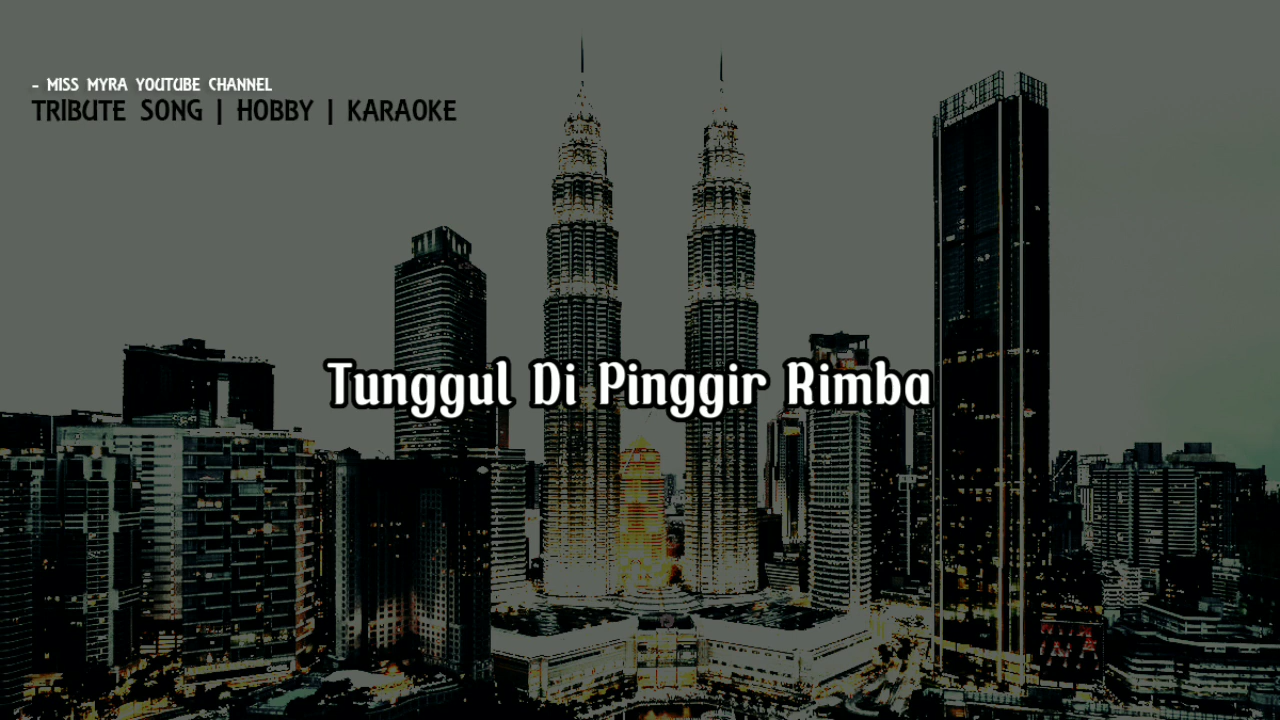 - MISS MYRA YOUTUBE CHANNEL
TRIBUTE SONG | HOBBY | KARAOKE
Tunggul Di Pinggir Rimba